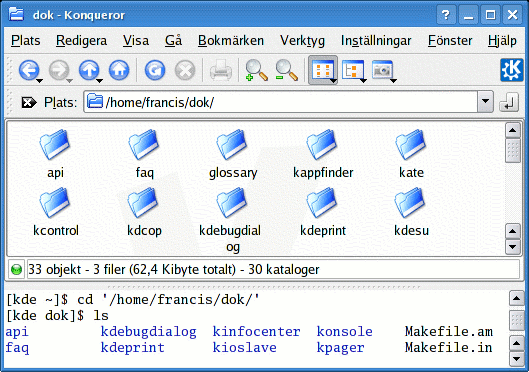 dok - Konqueror
Plats Redigera Visa Gå Bokmärken Verktyg Inställningar Fönster Hjälp
Plats: /home/francis/dok/
api faq glossary kappfinder kate
kcontrol kdcop kdebugdial kdeprint kdesu
og
33 objekt - 3 filer (62,4 Kibyte totalt) - 30 kataloger
[kde ~]$ cd '/home/francis/dok/'
[kde dok]$ ls
api kdebugdialog kinfocenter konsole Makefile.am
faq kdeprint kioslave kpager Makefile.in